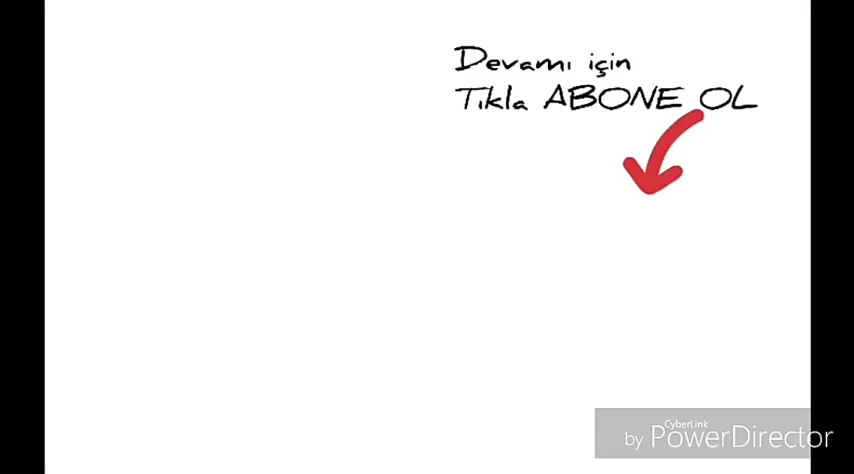 Devamı için
Tıkla ABONE OL
CyberLink
by PowerDirector